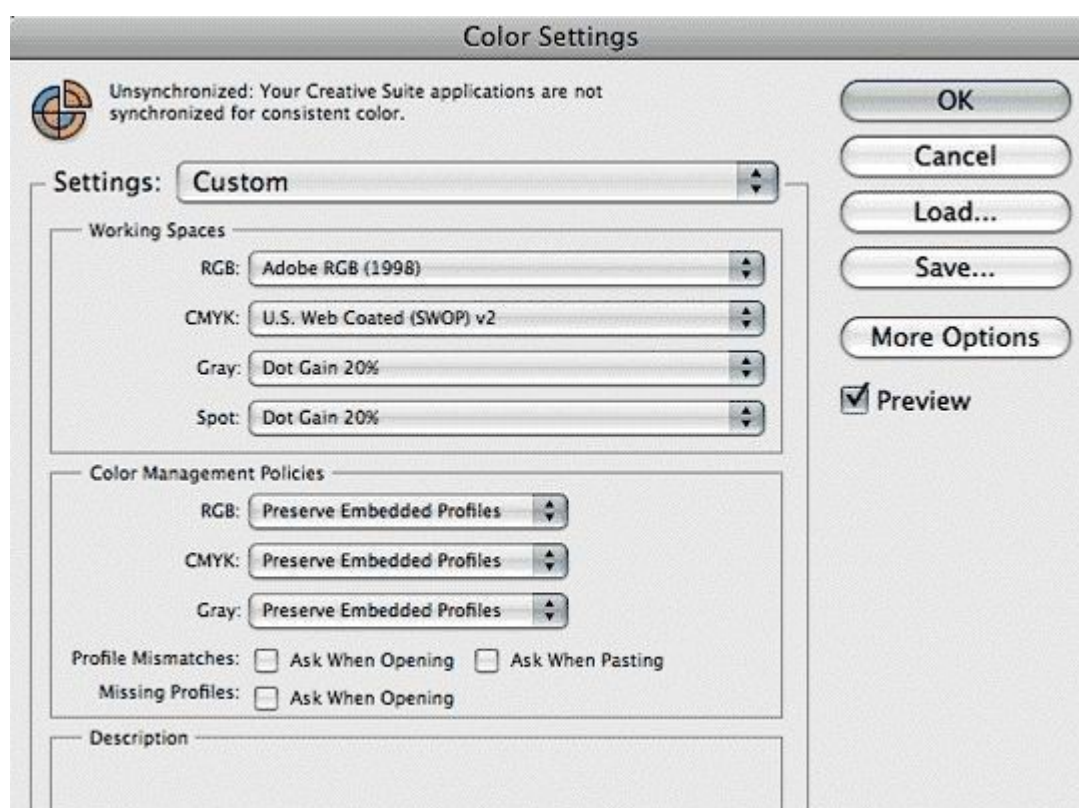 Color Settings
Unsynchronized: Your Creative Suite applications are not
synchronized for consistent color.
OK
Cancel
Load...
Save...
More Options
Preview
Settings: Custom
Working Spaces
RGB: Adobe RGB (1998)
CMYK: U.S. Web Coated (SWOP) v2
Gray: Dot Gain 20%
Spot: Dot Gain 20%
Color Management Policies
RGB: Preserve Embedded Profiles
CMYK: Preserve Embedded Profiles
Gray: Preserve Embedded Profiles
Profile Mismatches: Ask When Opening Ask When Pasting
Missing Profiles: Ask When Opening
Description